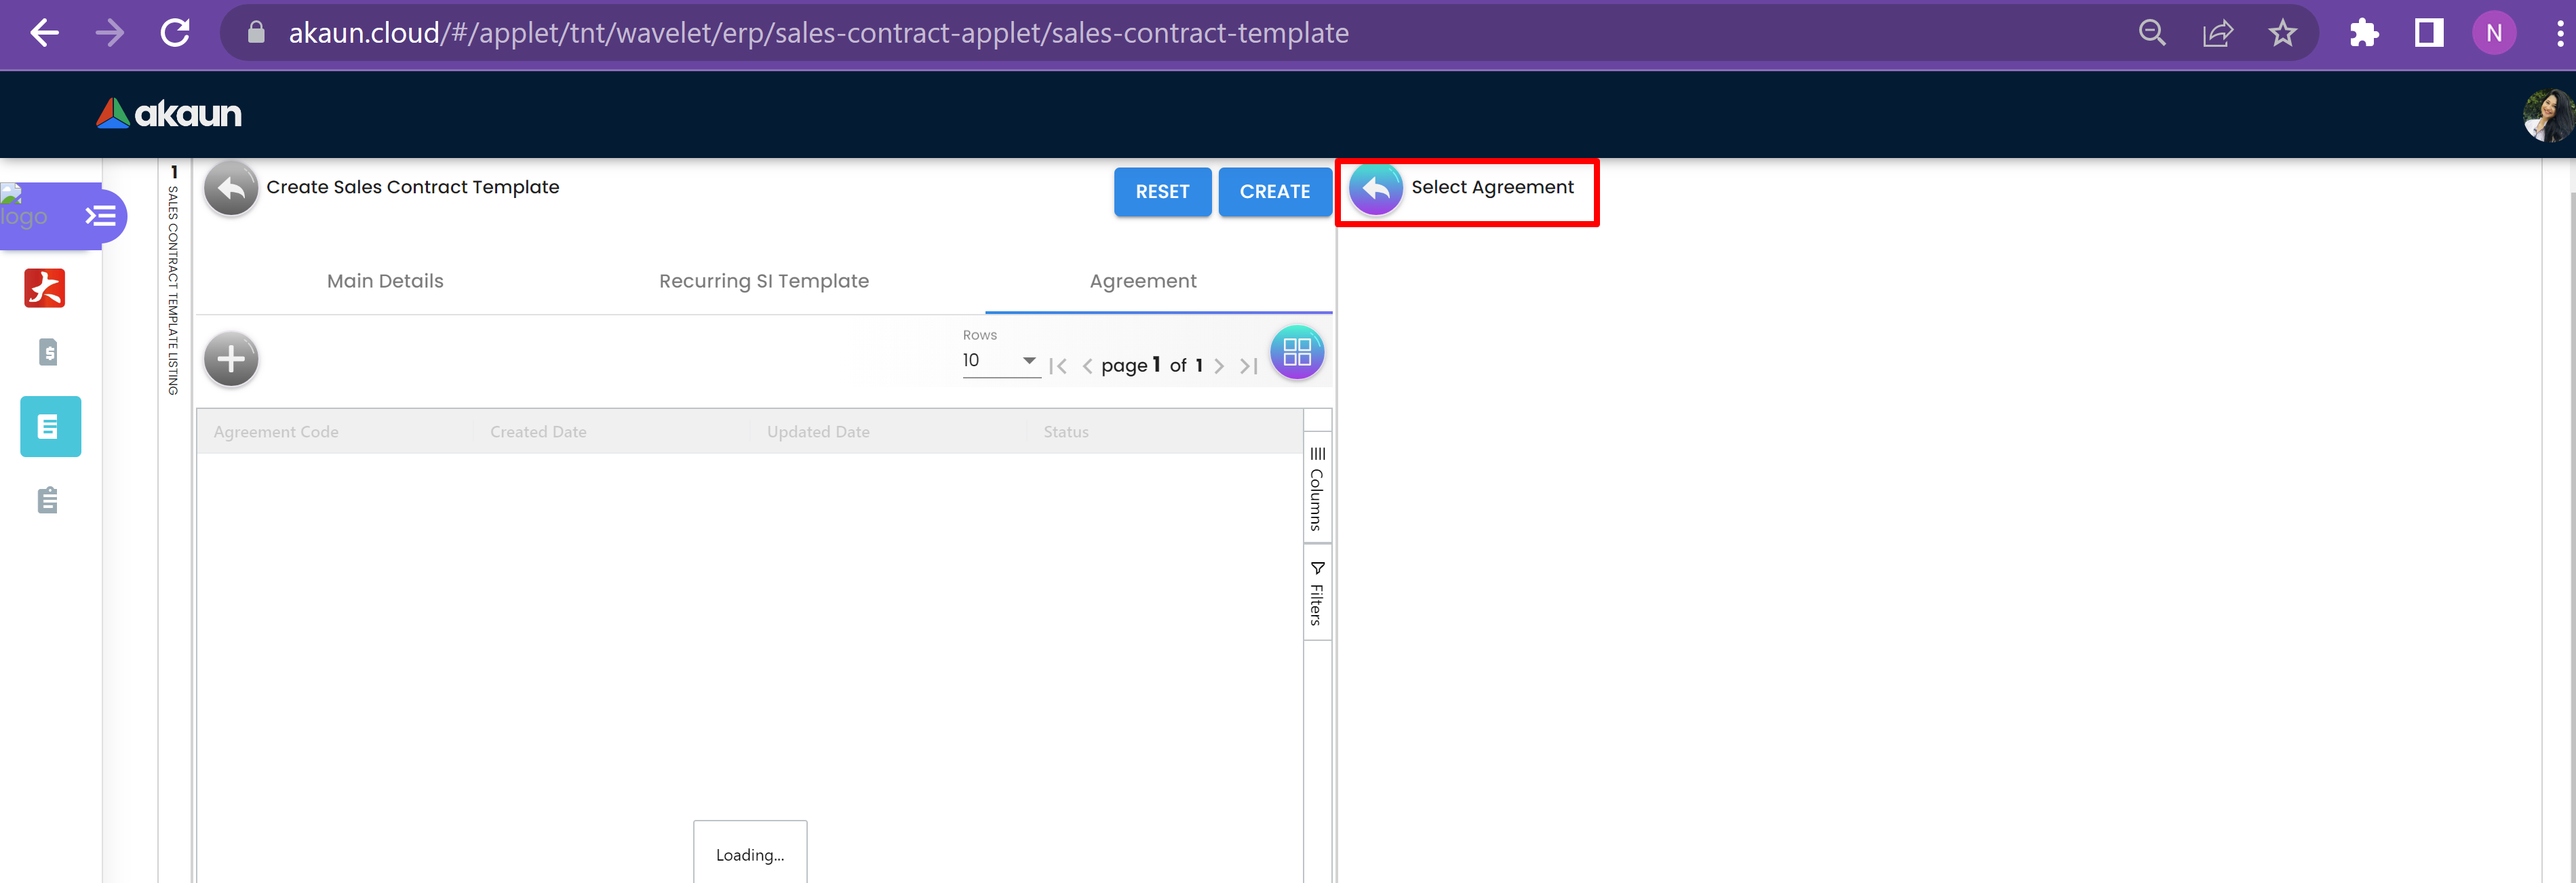 akaun.cloud/#/applet/tnt/wavelet/erp/sales-contract-applet/sales-contract-template
N
akaun
logo
1 SALES CONTRACT TEMPLATE LISTING
Create Sales Contract Template
RESET
CREATE
Select Agreement
Main Details
Recurring SI Template
Agreement
Rows
10
page 1 of 1
Agreement Code
Created Date
Updated Date
Status
Columns
Filters
Loading...